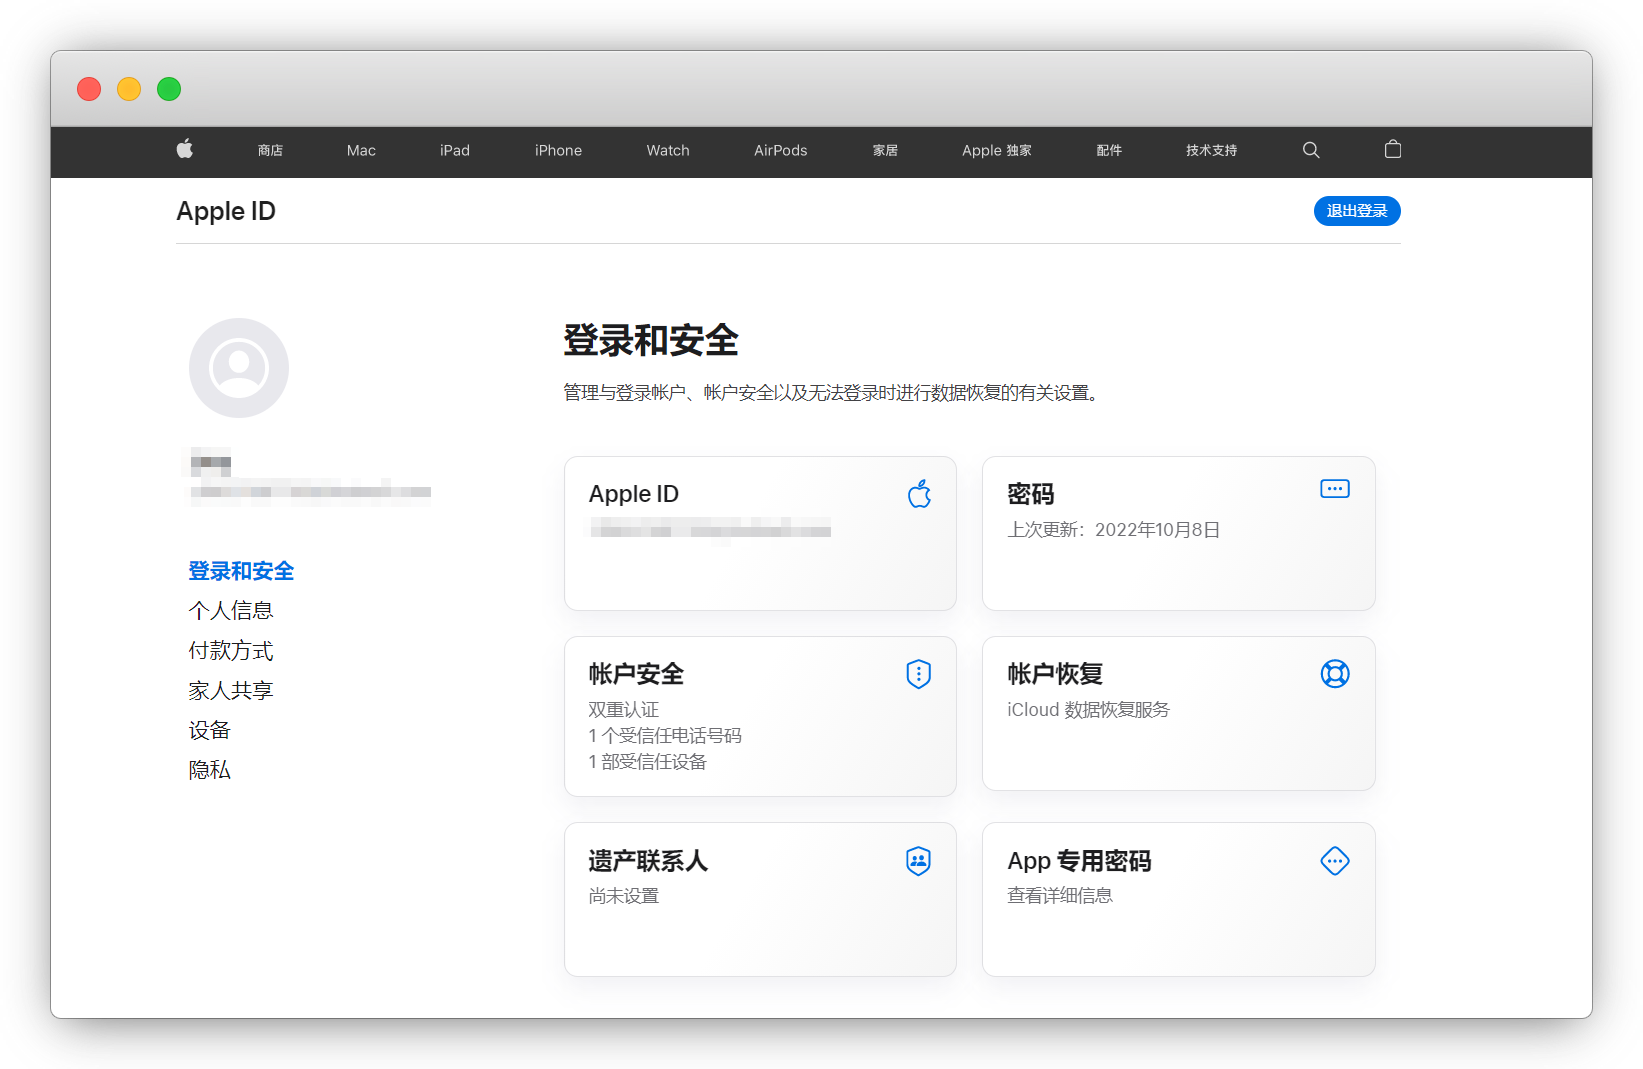 商店 Mac iPad iPhone Watch AirPods 家居 Apple 独家 配件 技术支持
Apple ID
退出登录
登录和安全
个人信息
付款方式
家人共享
设备
隐私
登录和安全
管理与登录帐户、帐户安全以及无法登录时进行数据恢复的有关设置。
Apple ID
密码
上次更新：2022年10月8日
帐户安全
双重认证
1 个受信任电话号码
1 部受信任设备
帐户恢复
iCloud 数据恢复服务
遗产联系人
尚未设置
App 专用密码
查看详细信息